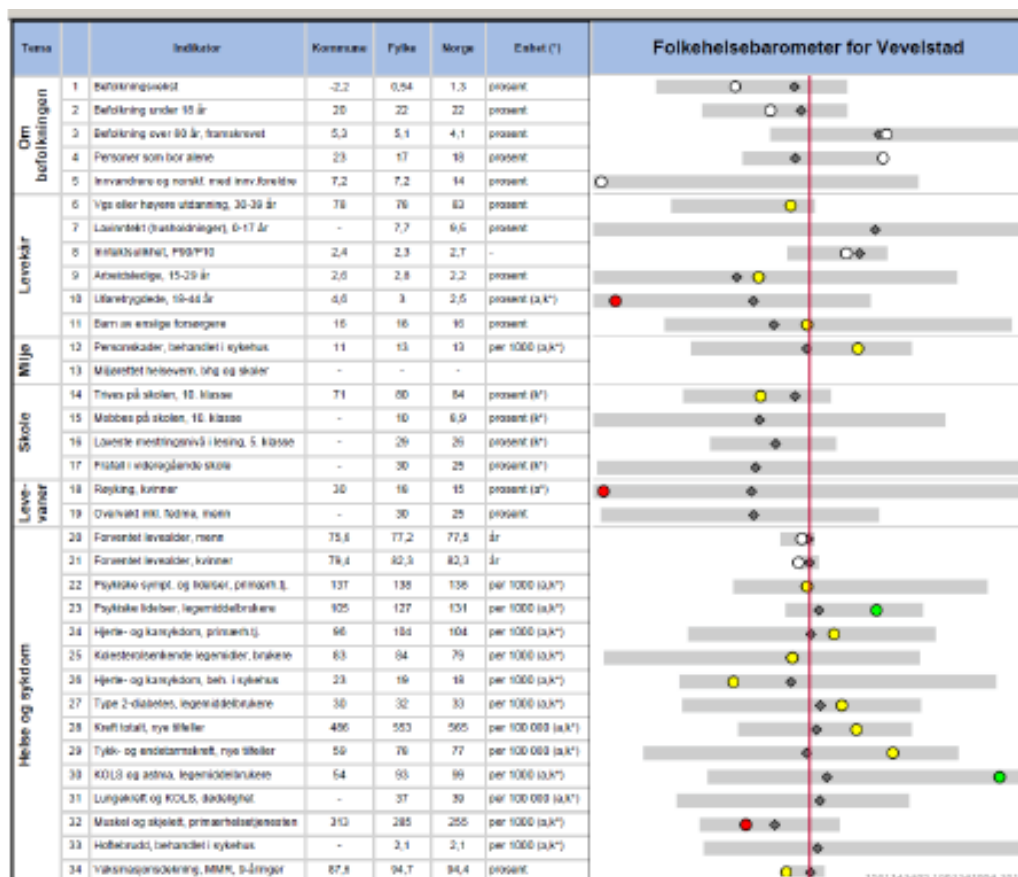 Tema Indikator Kommune Fylke Norge Enhet (*) Folkehelsebarometer for Vevelstad
Om befolkningen
1 Befolkningsvekst -2,2 0,54 1,3 prosent
2 Befolkning under 18 år 20 22 22 prosent
3 Befolkning over 80 år, framskrevet 5,3 5,1 4,1 prosent
4 Personer som bor alene 23 17 18 prosent
5 Innvandrere og norskf. med innv.foreldre 7,2 7,2 14 prosent
Levekår
6 Vgs eller høyere utdanning, 30-39 år 78 76 83 prosent
7 Lavinntekt (husholdninger), 0-17 år - 7,7 prosent
8 Inntektsulikhet, P90/P10 2,4 2,3 2,7 -
9 Arbeidsledige, 15-29 år 2,6 2,8 2,2 prosent
10 Uføretrygdede, 18-44 år 4,6 3 2,5 prosent (a,k*)
11 Barn av enslige forsørgere 15 prosent
Miljø
12 Personskader, behandlet i sykehus 11 13 13 per 1000 (a,k*)
13 Miljørettet helsevern, bhg og skoler - - -
Skole
14 Trives på skolen, 10. klasse 71 80 84 prosent (k*)
15 Mobbes på skolen, 10. klasse - 10 prosent (k*)
16 Laveste mestringsnivå i lesing, 5. klasse - 29 26 prosent (k*)
17 Frafall i videregående skole - 30 25 prosent (k*)
Leve-
vaner
18 Røyking, kvinner 30 15 prosent (a*)
19 Overvekt inkl. fedme, menn - 30 25 prosent
Helse og sykdom
20 Forventet levealder, menn 77,2 77,5 år
21 Forventet levealder, kvinner 79,4 82,3 82,3 år
22 Psykiske sympt. og lidelser, primærh.tj. 137 138 136 per 1000 (a,k*)
23 Psykiske lidelser, legemiddelbrukere 105 127 131 per 1000 (a,k*)
24 Hjerte- og karsykdom, primærh.tj. 96 104 104 per 1000 (a,k*)
25 Kolesterolsenkende legemidler, brukere 83 84 79 per 1000 (a,k*)
26 Hjerte- og karsykdom, beh. i sykehus 23 19 18 per 1000 (a,k*)
27 Type 2-diabetes, legemiddelbrukere 30 32 33 per 1000 (a,k*)
28 Kreft totalt, nye tilfeller 486 553 565 per 100 000 (a,k*)
29 Tykk- og endetarmskreft, nye tilfeller 59 76 77 per 100 000 (a,k*)
30 KOLS og astma, legemiddelbrukere 54 93 99 per 1000 (a,k*)
31 Lungekreft og KOLS, dødelighet - 37 39 per 100 000 (a,k*)
32 Muskel og skjelett, primærhelsetjenesten 313 285 per 1000 (a,k*)
33 Hoftebrudd, behandlet i sykehus - 2,1 2,1 per 1000 (a,k*)
34 Vaksinasjonsdekning, MMR, 9-åringer 94,7 94,4 prosent